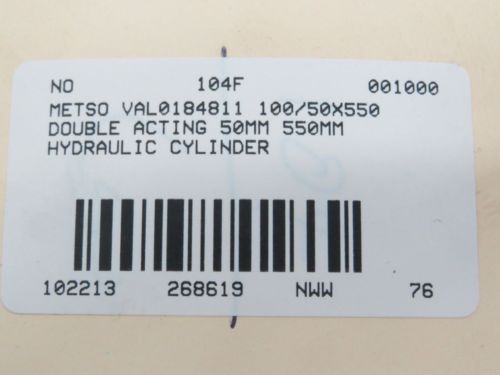 NO 104F 001000
METSO VAL0184811 100/50X550
DOUBLE ACTING 50MM 550MM
HYDRAULIC CYLINDER
102213 268619 NWW 76